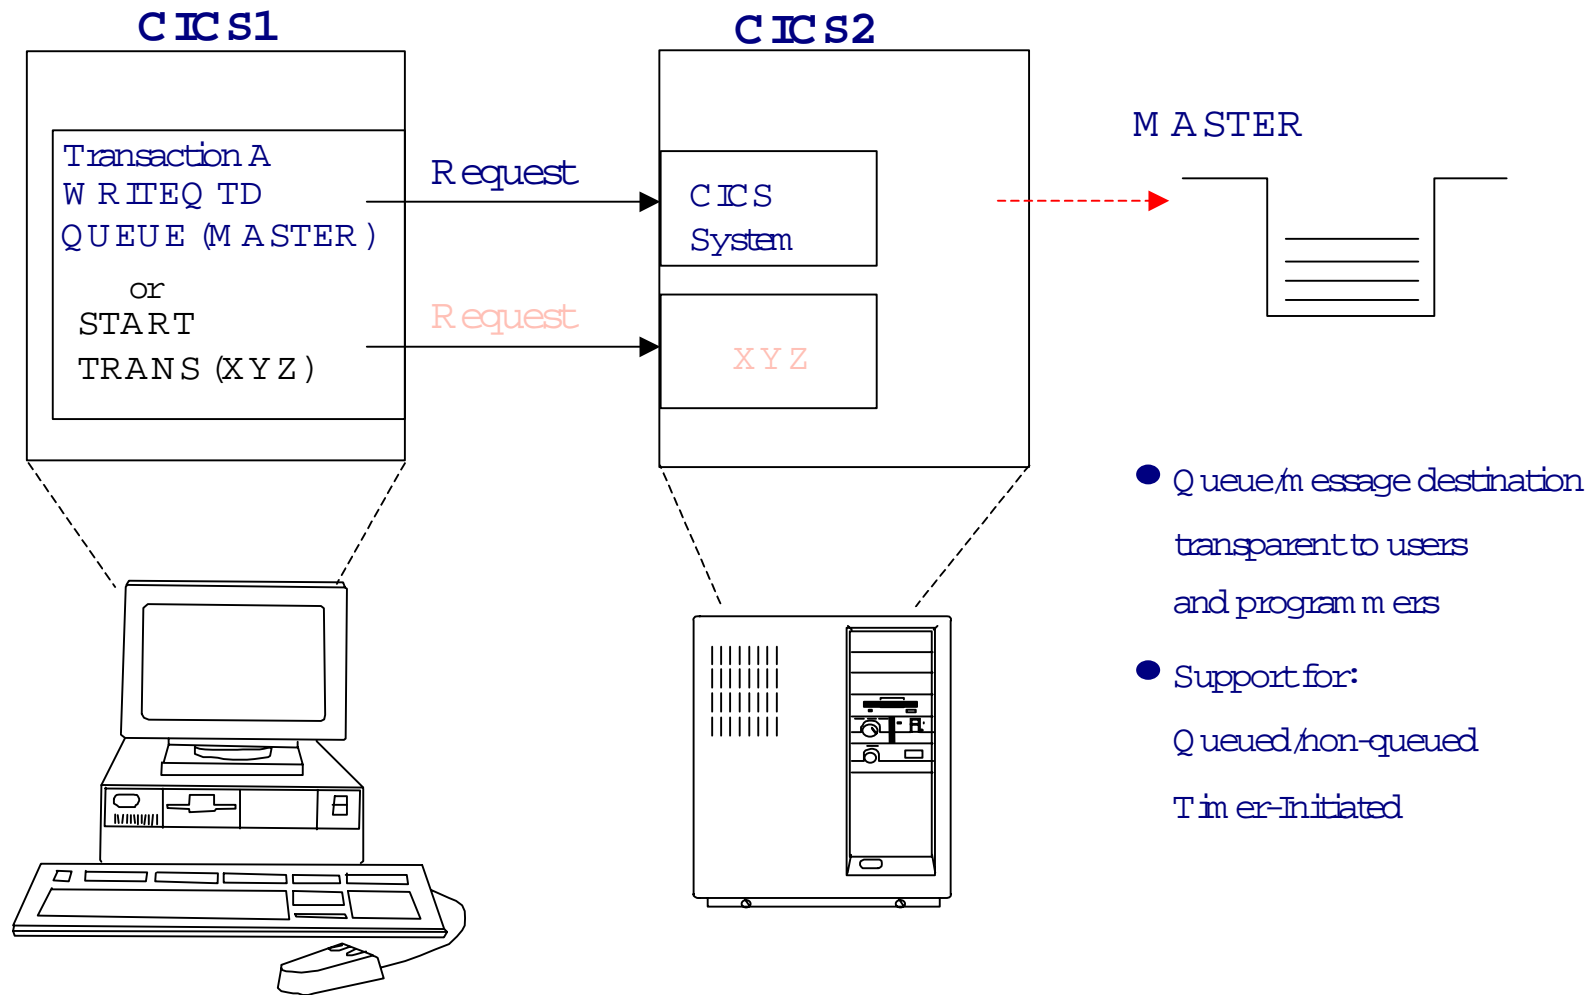 CICS1
CICS2
Transaction A
WRITEQ TD
QUEUE (MASTER)
or
START
TRANS (XYZ)
Request
Request
CICS
System
XYZ
MASTER
Queue/message destination
transparent to users
and programmers
Support for:
Queued/non-queued
Timer-Initiated